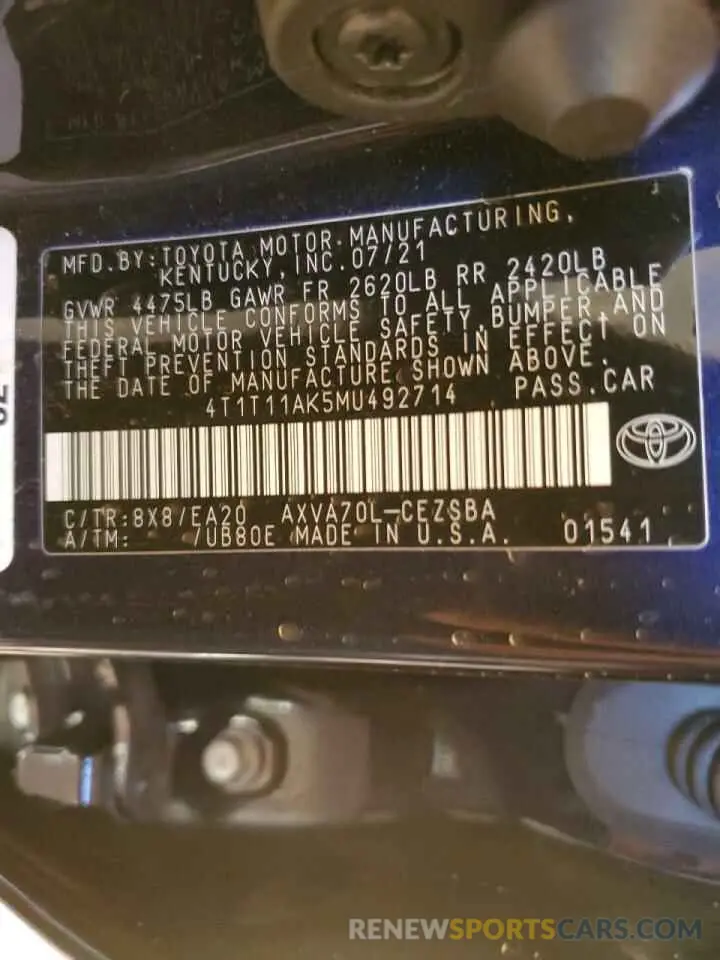 MFD.BY:TOYOTA MOTOR MANUFACTURING,
KENTUCKY, INC.07/21
GVWR 4475LB GAWR FR 2620LB RR 2420LB
THIS VEHICLE CONFORMS TO ALL APPLICABLE
FEDERAL MOTOR VEHICLE SAFETY,BUMPER,AND
THEFT PREVENTION STANDARDS IN EFFECT ON
THE DATE OF MANUFACTURE SHOWN ABOVE.
4T1T11AK5MU492714 PASS.CAR
C/TR:8X8/EA20 AXVA70L-CEZSBA
A/TM: /UB80E MADE IN U.S.A. 01541
RENEWSPORTSCARS.COM